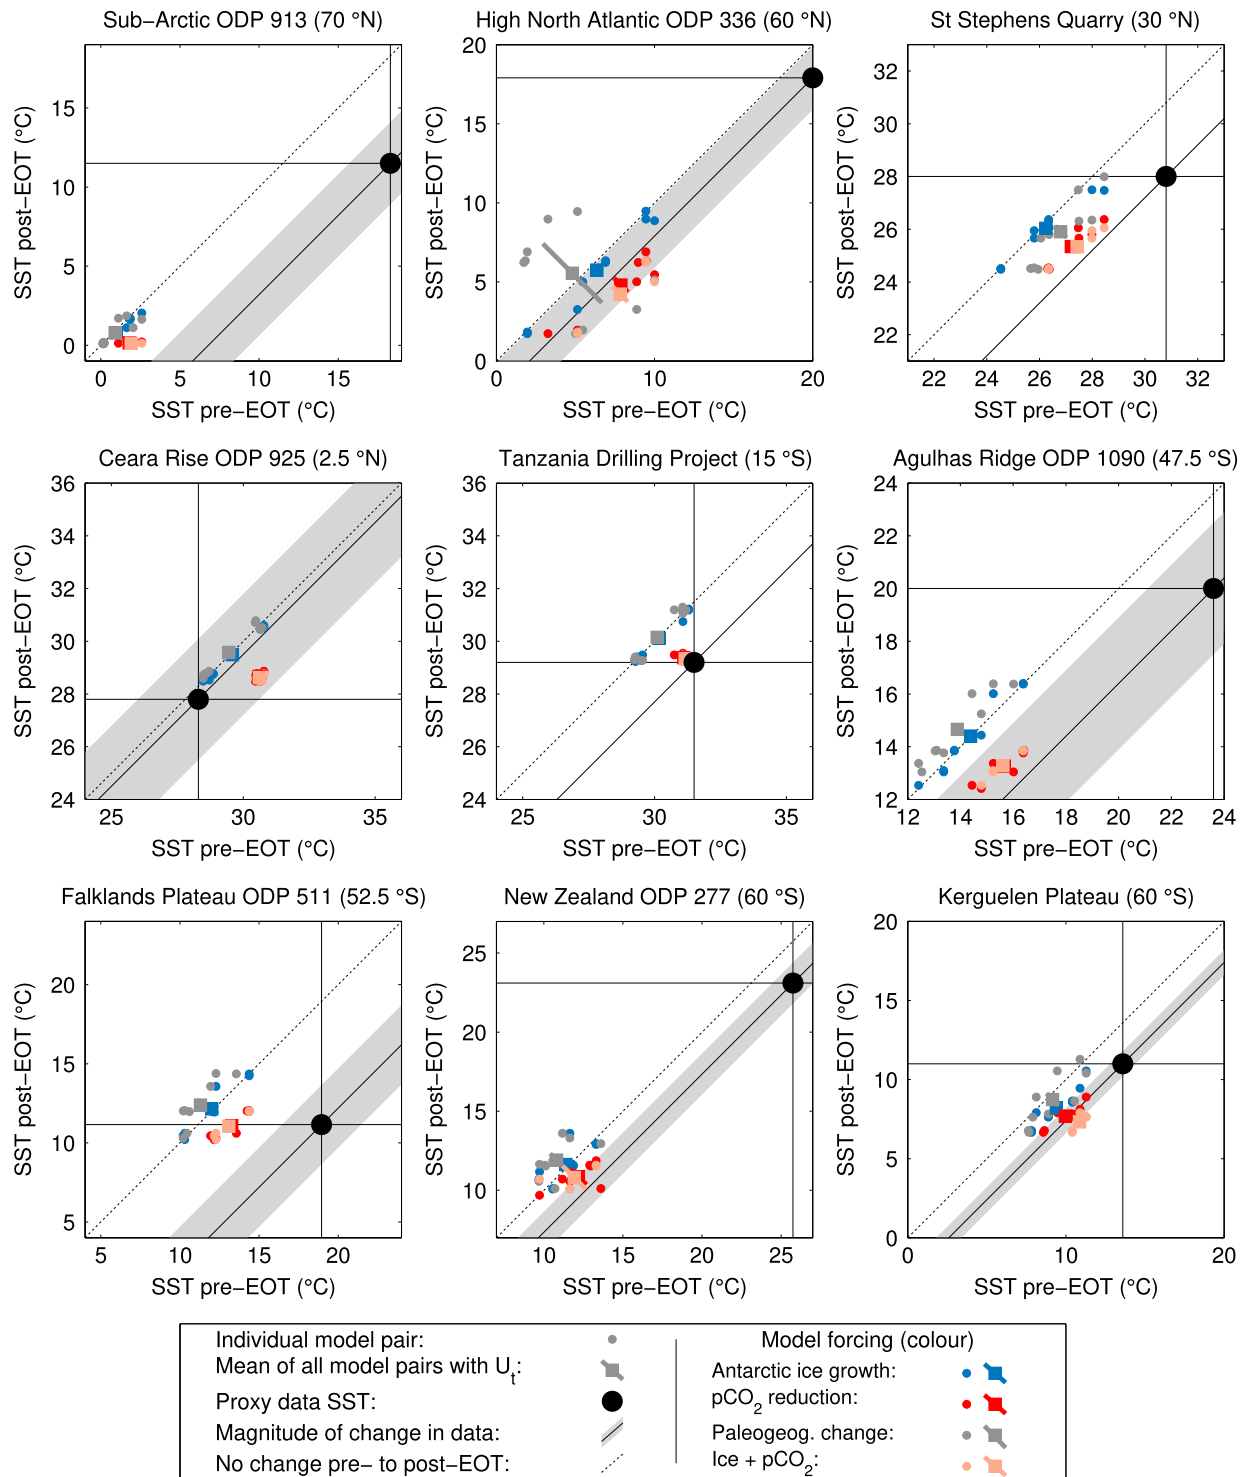 Sub−Arctic ODP 913 (70 °N)
SST post−EOT (°C)
15
10
5
0
0 5 10 15
SST pre−EOT (°C)
High North Atlantic ODP 336 (60 °N)
SST post−EOT (°C)
20
15
10
5
0
0 10 20
SST pre−EOT (°C)
St Stephens Quarry (30 °N)
SST post−EOT (°C)
32
30
28
26
24
22
22 24 26 28 30 32
SST pre−EOT (°C)
Ceara Rise ODP 925 (2.5 °N)
SST post−EOT (°C)
36
34
32
30
28
26
24
25 30 35
SST pre−EOT (°C)
Tanzania Drilling Project (15 °S)
SST post−EOT (°C)
36
34
32
30
28
26
24
25 30 35
SST pre−EOT (°C)
Agulhas Ridge ODP 1090 (47.5 °S)
SST post−EOT (°C)
24
22
20
18
16
14
12
12 14 16 18 20 22 24
SST pre−EOT (°C)
Falklands Plateau ODP 511 (52.5 °S)
SST post−EOT (°C)
20
15
10
5
5 10 15 20
SST pre−EOT (°C)
New Zealand ODP 277 (60 °S)
SST post−EOT (°C)
25
20
15
10
10 15 20 25
SST pre−EOT (°C)
Kerguelen Plateau (60 °S)
SST post−EOT (°C)
20
15
10
5
0
0 10 20
SST pre−EOT (°C)
Individual model pair:
Mean of all model pairs with Ut:
Proxy data SST:
Magnitude of change in data:
No change pre− to post−EOT:
Model forcing (colour)
Antarctic ice growth:
pCO2 reduction:
Paleogeog. change:
Ice + pCO2: